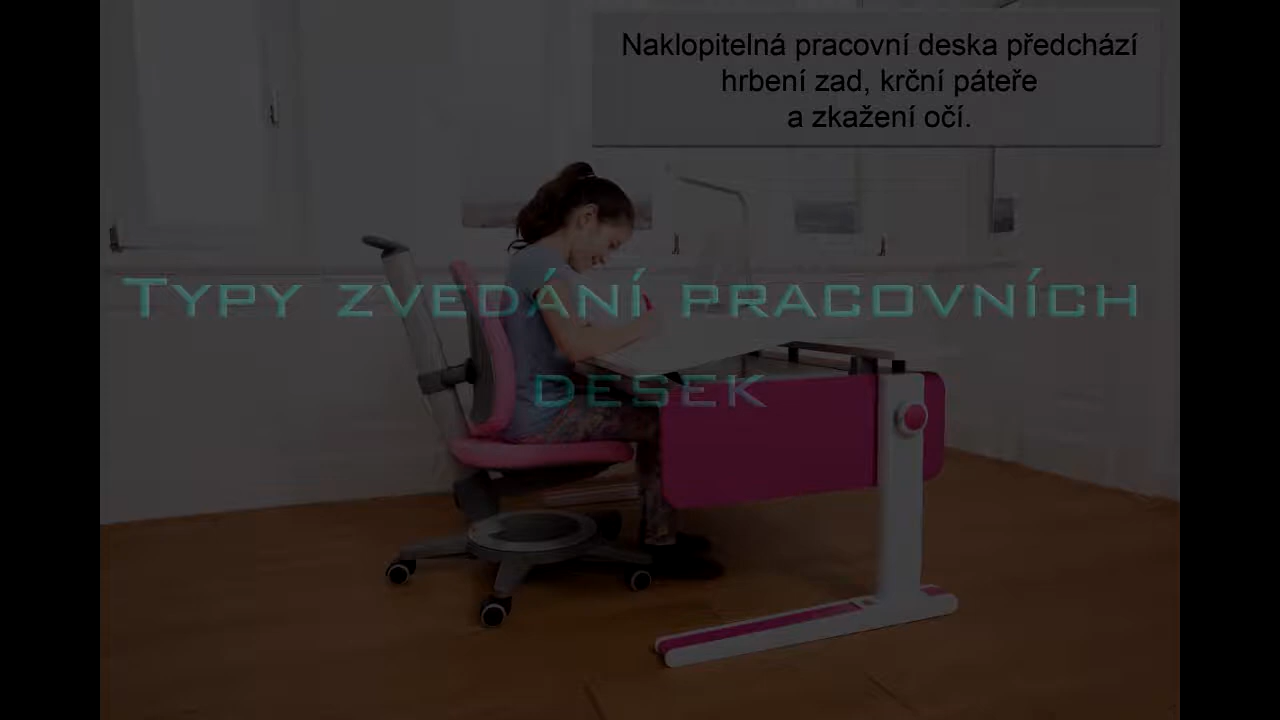 Naklopitelná pracovní deska předchází
hrbení zad, krční páteře
a zkažení očí.
Typy zvedání pracovních
desek